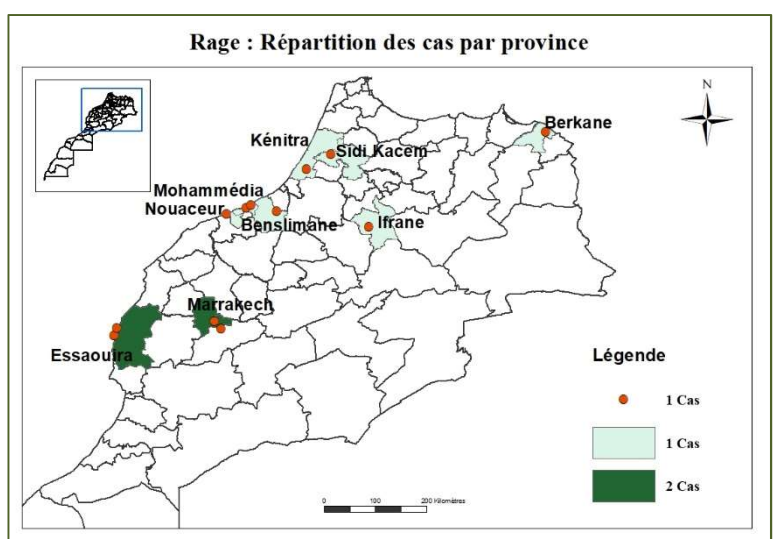 Rage : Répartition des cas par province
N
Berkane
Kénitra
Sidi Kacem
Mohammédia
Nouaceur
Benslimane
Ifrane
Marrakech
Essaouira
Légende
1 Cas
1 Cas
2 Cas
0 100 200 Kilomètres